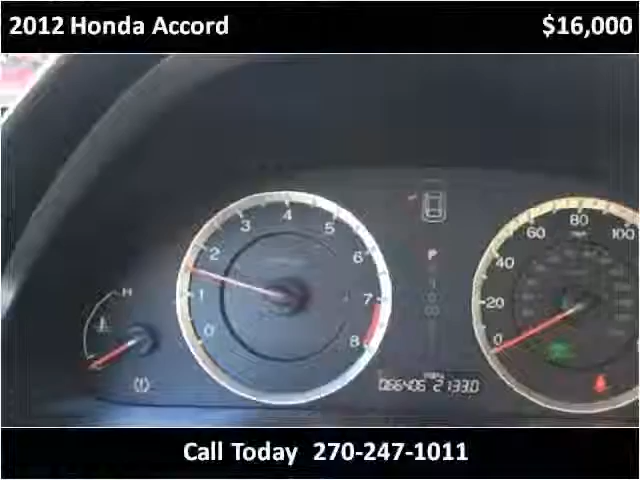 2012 Honda Accord $16,000
H
0 1 2 3 4 5 6 7 8
P
0 20 40 60 80 100
066406 2133.0
Call Today 270-247-1011